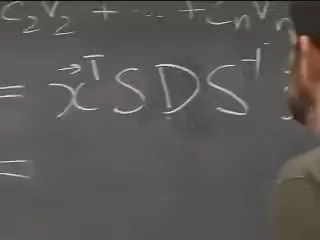 c₂v₂ + ... + cₙvₙ
= x⃗ᵀSDS⁻¹
=